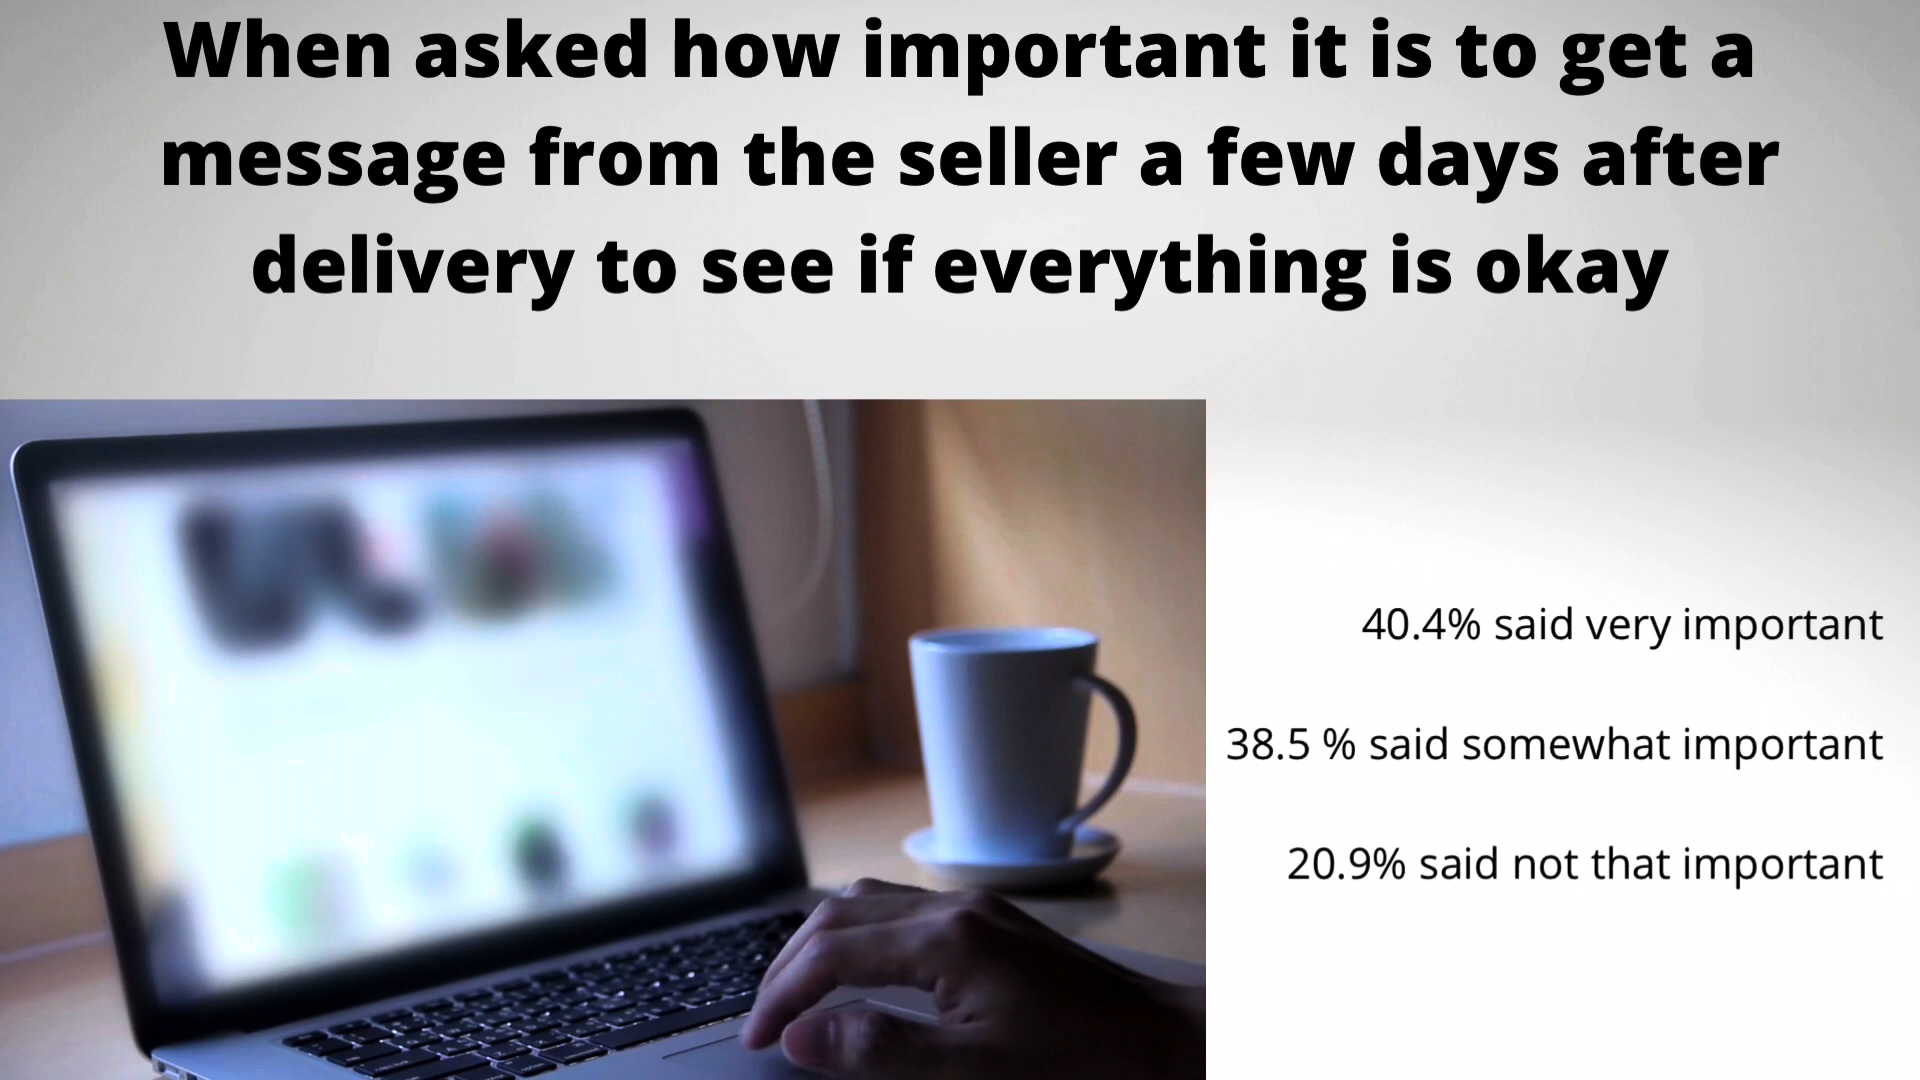 When asked how important it is to get a
message from the seller a few days after
delivery to see if everything is okay
40.4% said very important
38.5 % said somewhat important
20.9% said not that important